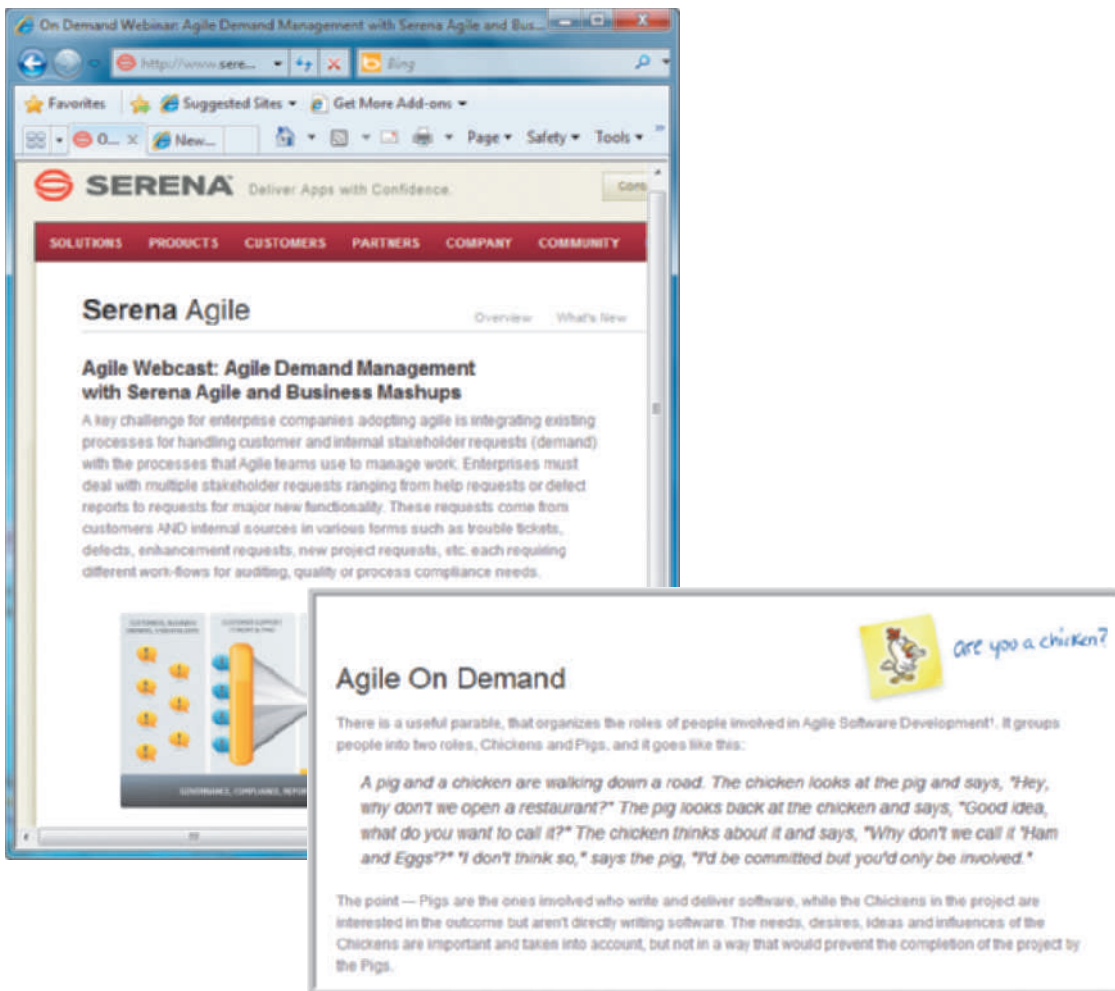 On Demand Webinar: Agile Demand Management with Serena Agile and Bus...
http://www.sere...
Bing
Favorites
Suggested Sites
Get More Add-ons
O...
New...
Page
Safety
Tools
SERENA
Deliver Apps with Confidence.
SOLUTIONS PRODUCTS CUSTOMERS PARTNERS COMPANY COMMUNITY
Serena Agile
Overview What's New
Agile Webcast: Agile Demand Management
with Serena Agile and Business Mashups
A key challenge for enterprise companies adopting agile is integrating existing
processes for handling customer and internal stakeholder requests (demand)
with the processes that Agile teams use to manage work. Enterprises must
deal with multiple stakeholder requests ranging from help requests or defect
reports to requests for major new functionality. These requests come from
customers AND internal sources in various forms such as trouble tickets,
defects, enhancement requests, new project requests, etc. each requiring
different work-flows for auditing, quality or process compliance needs.
CUSTOMER SUPPORT
GOVERNANCE, COMPLIANCE,
are you a chicken?
Agile On Demand
There is a useful parable, that organizes the roles of people involved in Agile Software Development¹. It groups
people into two roles, Chickens and Pigs, and it goes like this:
A pig and a chicken are walking down a road. The chicken looks at the pig and says, "Hey,
why don't we open a restaurant?" The pig looks back at the chicken and says, "Good idea,
what do you want to call it?" The chicken thinks about it and says, "Why don't we call it 'Ham
and Eggs'?" "I don't think so," says the pig, "I'd be committed but you'd only be involved."
The point — Pigs are the ones involved who write and deliver software, while the Chickens in the project are
interested in the outcome but aren't directly writing software. The needs, desires, ideas and influences of the
Chickens are important and taken into account, but not in a way that would prevent the completion of the project by
the Pigs.